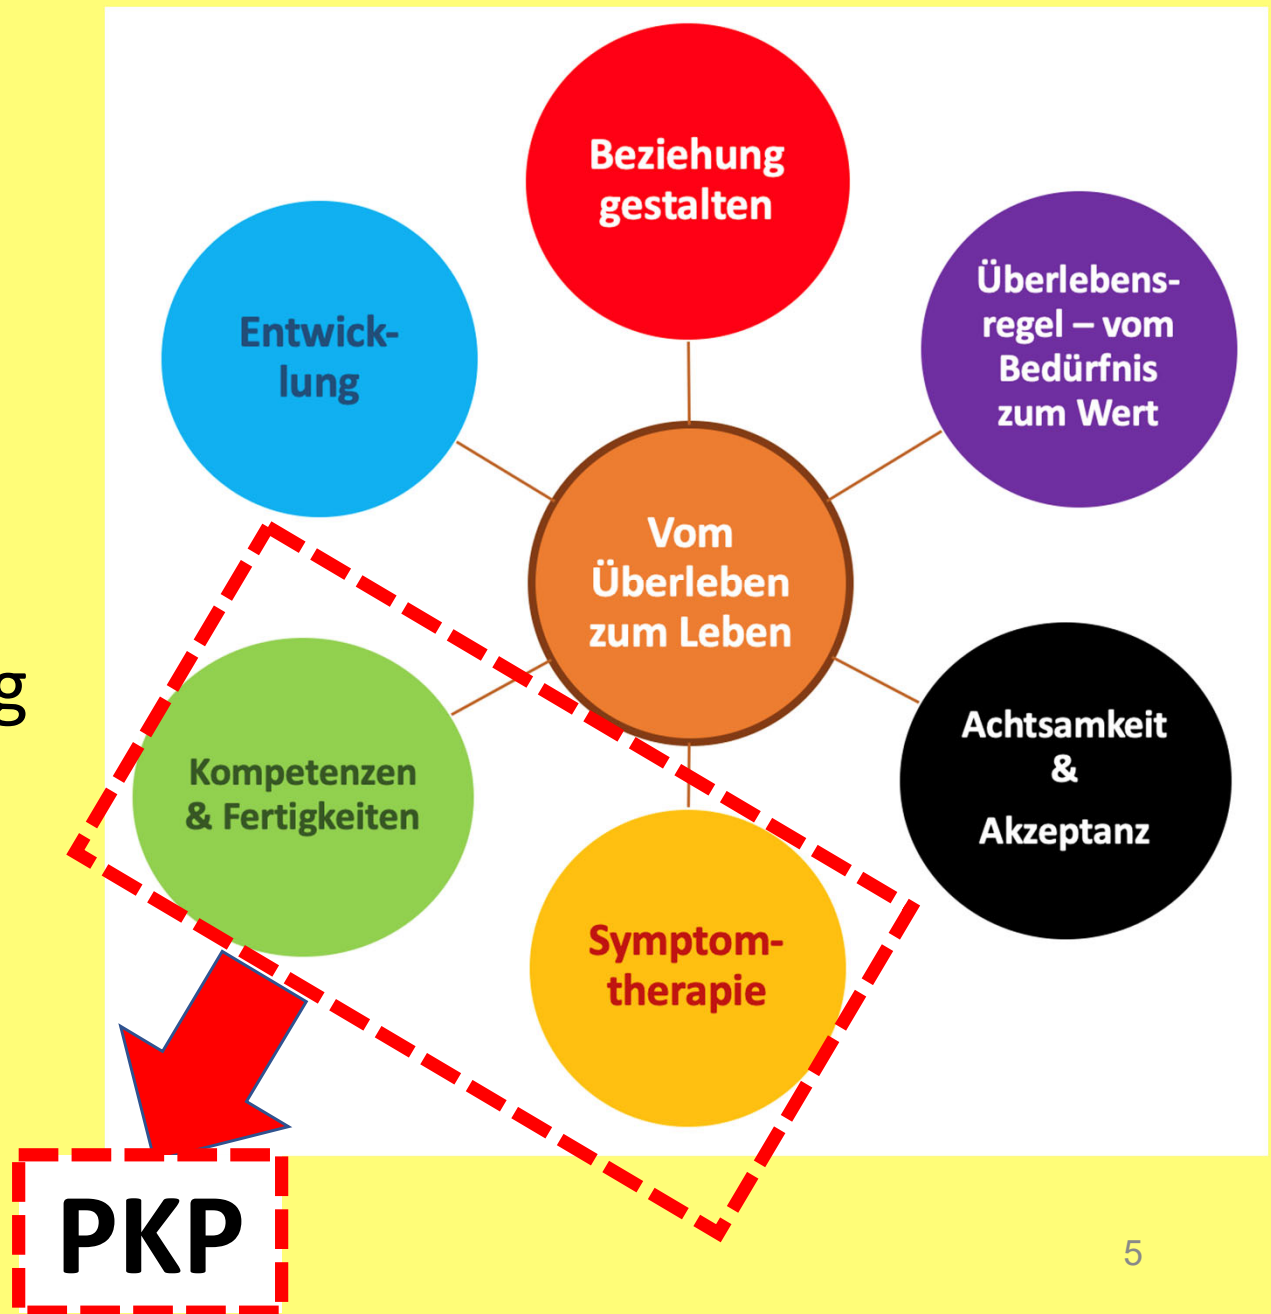 Beziehung
gestalten
Überlebens-
regel – vom
Bedürfnis
zum Wert
Entwick-
lung
Vom
Überleben
zum Leben
g
Achtsamkeit
&
Akzeptanz
Kompetenzen
& Fertigkeiten
Symptom-
therapie
PKP
5